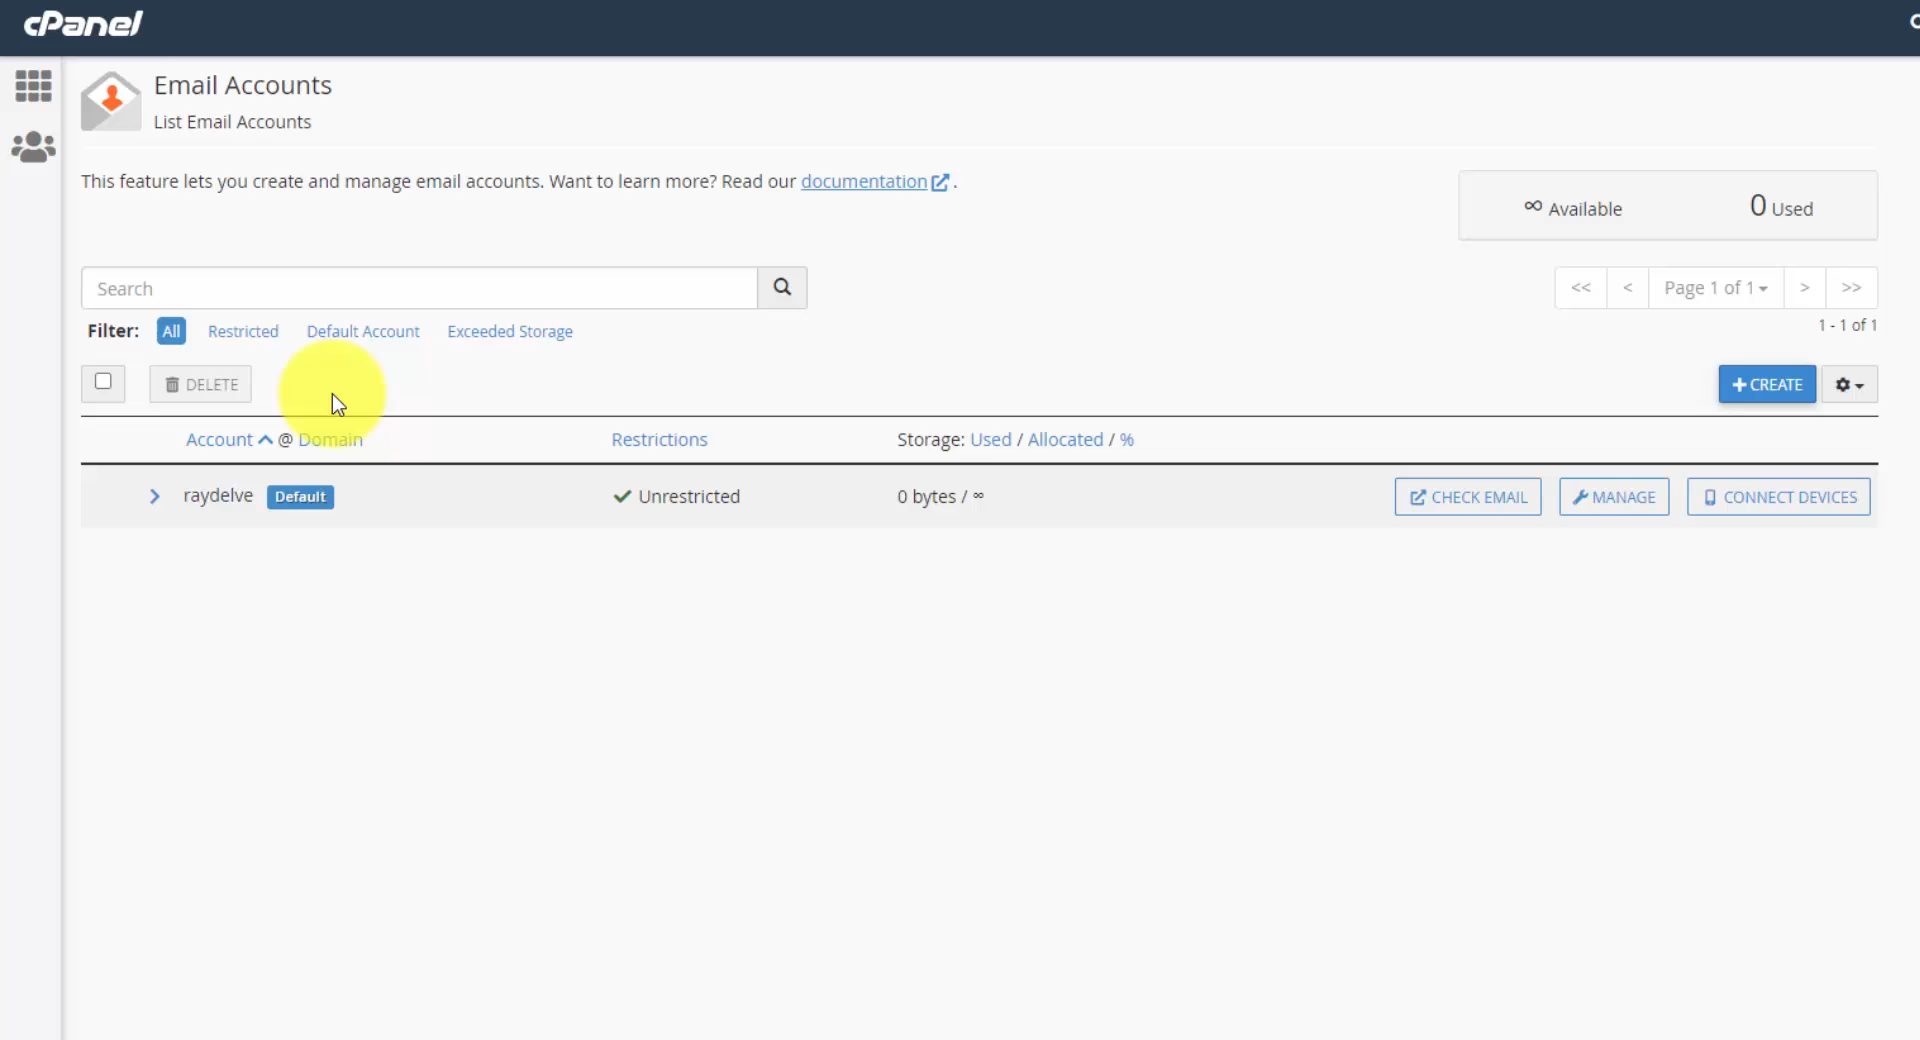 cPanel
Email Accounts
List Email Accounts
This feature lets you create and manage email accounts. Want to learn more? Read our documentation .
∞ Available 0 Used
Search
<< < Page 1 of 1 > >>
Filter: All Restricted Default Account Exceeded Storage
1 - 1 of 1
DELETE
+ CREATE
Account @ Domain Restrictions Storage: Used / Allocated / %
raydelve Default Unrestricted 0 bytes / ∞ CHECK EMAIL MANAGE CONNECT DEVICES